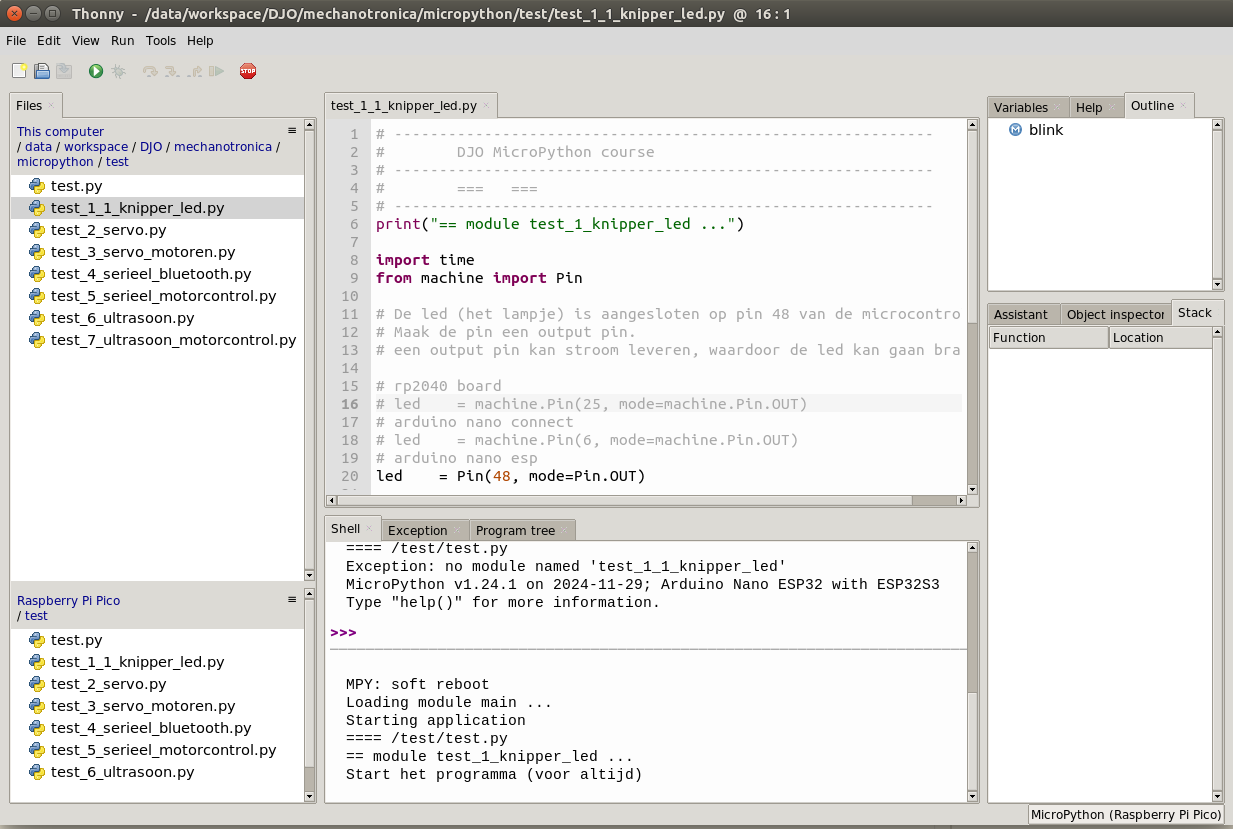 Thonny - /data/workspace/DJO/mechanotronica/micropython/test/test_1_1_knipper_led.py @ 16 : 1
File Edit View Run Tools Help
STOP
Files
This computer
/ data / workspace / DJO / mechanotronica /
micropython / test
test.py
test_1_1_knipper_led.py
test_2_servo.py
test_3_servo_motoren.py
test_4_serieel_bluetooth.py
test_5_serieel_motorcontrol.py
test_6_ultrasoon.py
test_7_ultrasoon_motorcontrol.py
Raspberry Pi Pico
/ test
test.py
test_1_1_knipper_led.py
test_2_servo.py
test_3_servo_motoren.py
test_4_serieel_bluetooth.py
test_5_serieel_motorcontrol.py
test_6_ultrasoon.py
test_1_1_knipper_led.py
1 # ------------------------------------------------------------
2 #        DJO MicroPython course
3 # ------------------------------------------------------------
4 #        ===   ===
5 # ------------------------------------------------------------
6 print("== module test_1_knipper_led ...")
7
8 import time
9 from machine import Pin
10
11 # De led (het lampje) is aangesloten op pin 48 van de microcontro
12 # Maak de pin een output pin.
13 # een output pin kan stroom leveren, waardoor de led kan gaan bra
14
15 # rp2040 board
16 # led    = machine.Pin(25, mode=machine.Pin.OUT)
17 # arduino nano connect
18 # led    = machine.Pin(6, mode=machine.Pin.OUT)
19 # arduino nano esp
20 led    = Pin(48, mode=Pin.OUT)
Shell Exception Program tree
==== /test/test.py
Exception: no module named 'test_1_1_knipper_led'
MicroPython v1.24.1 on 2024-11-29; Arduino Nano ESP32 with ESP32S3
Type "help()" for more information.
>>>
MPY: soft reboot
Loading module main ...
Starting application
==== /test/test.py
== module test_1_knipper_led ...
Start het programma (voor altijd)
Variables Help Outline
M blink
Assistant Object inspector Stack
Function Location
MicroPython (Raspberry Pi Pico)